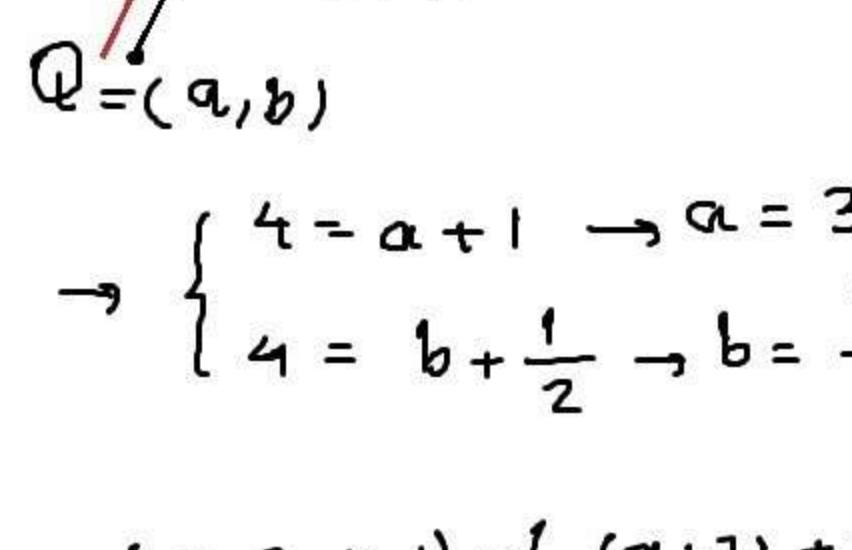 Q = (a, b)
→ { 4 = a + 1 → a = 3
4 = b + 1/2 → b =